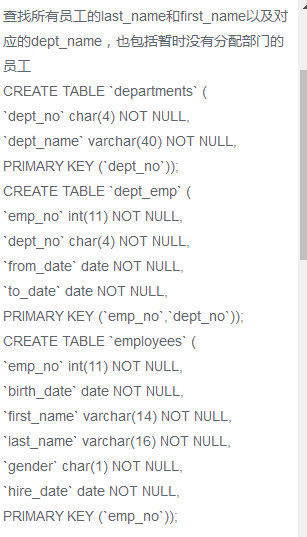 查找所有员工的last_name和first_name以及对
应的dept_name，也包括暂时没有分配部门的
员工
CREATE TABLE `departments` (
`dept_no` char(4) NOT NULL,
`dept_name` varchar(40) NOT NULL,
PRIMARY KEY (`dept_no`));
CREATE TABLE `dept_emp` (
`emp_no` int(11) NOT NULL,
`dept_no` char(4) NOT NULL,
`from_date` date NOT NULL,
`to_date` date NOT NULL,
PRIMARY KEY (`emp_no`,`dept_no`));
CREATE TABLE `employees` (
`emp_no` int(11) NOT NULL,
`birth_date` date NOT NULL,
`first_name` varchar(14) NOT NULL,
`last_name` varchar(16) NOT NULL,
`gender` char(1) NOT NULL,
`hire_date` date NOT NULL,
PRIMARY KEY (`emp_no`));